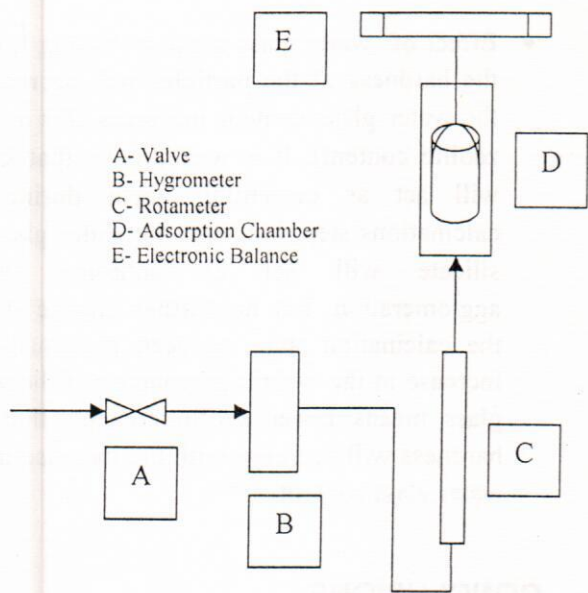 E
A- Valve
B- Hygrometer
C- Rotameter
D- Adsorption Chamber
E- Electronic Balance
D
A
B
C